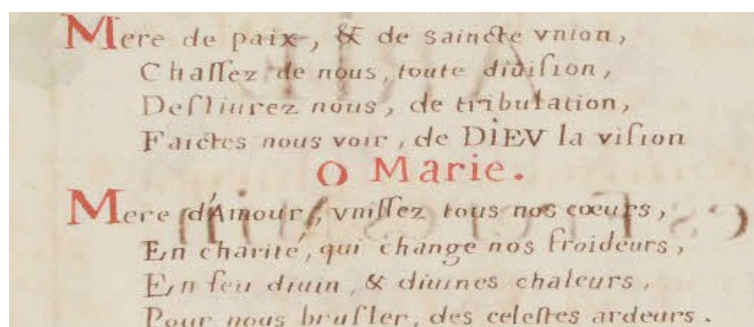 Mere de paix, & de saincte vnion,
Chaſſez de nous, toute diuiſion,
Deſliurez nous, de tribulation,
Faictes nous voir, de DIEV la viſion
O Marie.
Mere d'Amour, vniſſez tous nos cœurs,
En charité, qui change nos froideurs,
En feu diuin, & diuines chaleurs,
Pour nous bruſler, des celeſtes ardeurs.